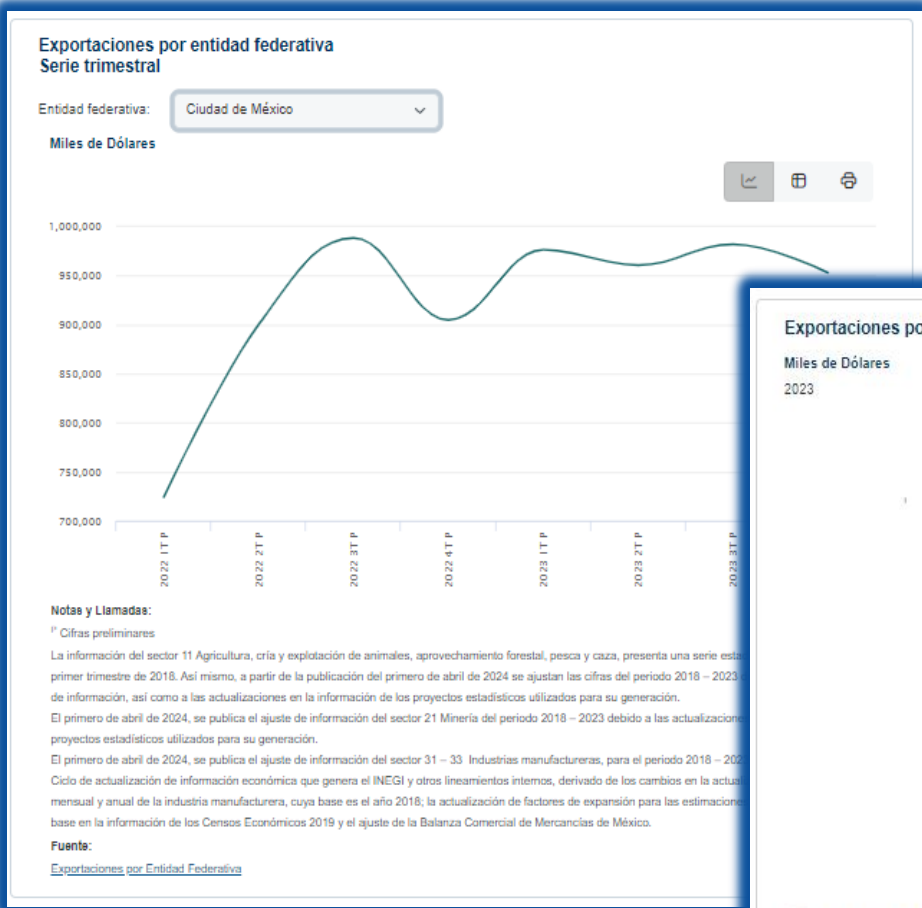 Exportaciones por entidad federativa
Serie trimestral
Entidad federativa:
Ciudad de México
Miles de Dólares
1,000,000
950,000
900,000
850,000
800,000
750,000
700,000
2022 1T P
2022 2T P
2022 3T P
2022 4T P
2023 1T P
2023 2T P
2023 3T P
Notas y Llamadas:
P Cifras preliminares
La información del sector 11 Agricultura, cría y explotación de animales, aprovechamiento forestal, pesca y caza, presenta una serie
primer trimestre de 2018. Así mismo, a partir de la publicación del primero de abril de 2024 se ajustan las cifras del periodo 2018 – 2023
de información, así como a las actualizaciones en la información de los proyectos estadísticos utilizados para su generación.
El primero de abril de 2024, se publica el ajuste de información del sector 21 Minería del periodo 2018 – 2023 debido a las
proyectos estadísticos utilizados para su generación.
El primero de abril de 2024, se publica el ajuste de información del sector 31 – 33 Industrias manufactureras, para el periodo 2018 –
Ciclo de actualización de información económica que genera el INEGI y otros lineamientos internos, derivado de los cambios en la
mensual y anual de la industria manufacturera, cuya base es el año 2018; la actualización de factores de expansión para las
base en la información de los Censos Económicos 2019 y el ajuste de la Balanza Comercial de Mercancías de México.
Fuente:
Exportaciones por Entidad Federativa
Exportaciones po
Miles de Dólares
2023